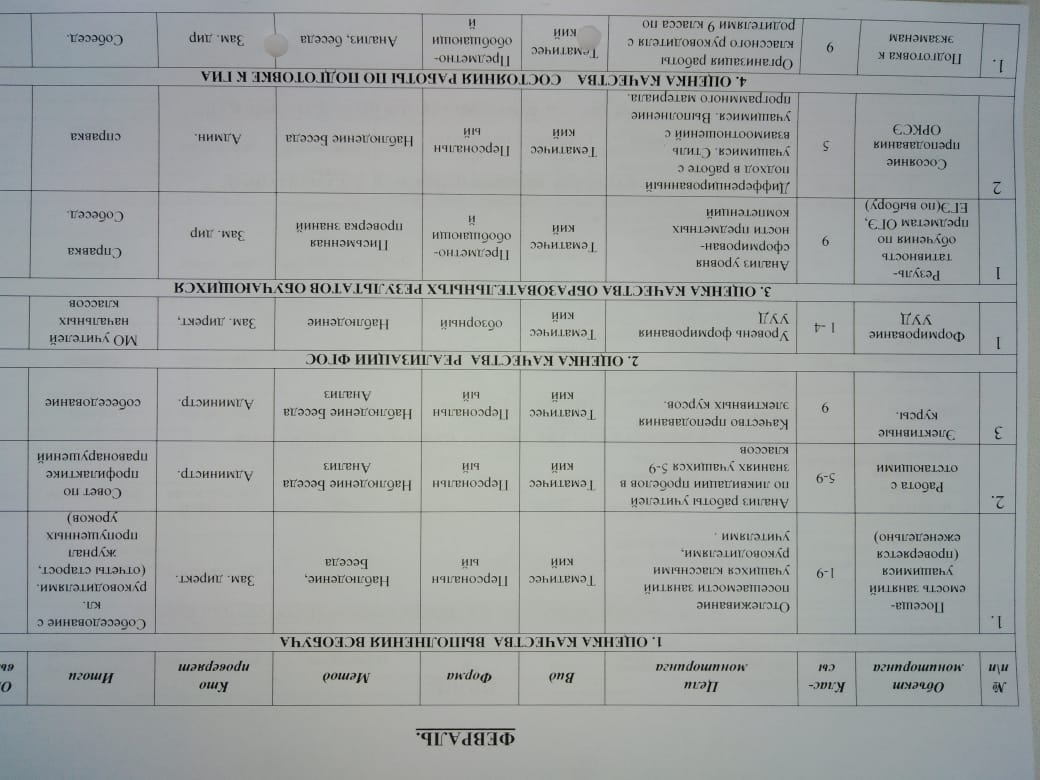 ФЕВРАЛЬ.
№ п/п
Объект мониторинга
Клас-
сы
Цели
мониторинга
Вид
Форма
Метод
Кто
проверяет
Итоги
1. ОЦЕНКА КАЧЕСТВА ВЫПОЛНЕНИЯ ВСЕОБУЧА
1.
Посеща-
емость занятий
учащимися
(проверяется
еженедельно)
1-9
Отслеживание
посещаемости занятий
учащихся классными
руководителями,
учителями .
Тематичес
кий
Персональн
ый
Наблюдение,
Беседа
Зам. директ.
Собеседование с
кл.
руководителями.
(отчеты старост,
журнал
пропущенных
уроков)
2.
Работа с
отстающими
5-9
Анализ работы учителей
по ликвидации пробелов в
знаниях учащихся 5-9
классов
Тематичес
кий
Персональн
ый
Наблюдение Беседа
Анализ
Администр.
Совет по
профилактике
правонарушений
3
Элективные
курсы.
9
Качество преподавания
элективных курсов.
Тематичес
кий
Персональн
ый
Наблюдение Беседа
Анализ
Администр.
собеседование
2. ОЦЕНКА КАЧЕСТВА РЕАЛИЗАЦИИ ФГОС
1
Формирование
УУД
1 -4
Уровень формирования
УУД
Тематичес
кий
обзорный
Наблюдение
Зам. директ,
МО учителей
начальных
классов
3. ОЦЕНКА КАЧЕСТВА ОБРАЗОВАТЕЛЬНЫХ РЕЗУЛЬТАТОВ ОБУЧАЮЩИХСЯ
1
Резуль-
тативность
обучения по
предметам ОГЭ,
ЕГЭ(по выбору)
9
Анализ уровня
сформирован-
ности предметных
компетенций
Тематичес
кий
Предметно-
обобщающи
й
Письменная
проверка знаний
Зам. дир
Справка
Собесед.
2
Сосояние
преподавания
ОРКСЭ
5
Дифференцированный
подход в работе с
учащимися. Стиль
взаимоотношений с
учащимися. Выполнение
программного материала.
Тематичес
кий
Персональн
ый
Наблюдение Беседа
Админ.
справка
4. ОЦЕНКА КАЧЕСТВА СОСТОЯНИЯ РАБОТЫ ПО ПОДГОТОВКЕ К ГИА
1.
Подготовка к
экзаменам
9
Организация работы
классного руководителя с
родителями 9 класса по
Тематичес
кий
Предметно-
обобщающи
й
Анализ, беседа
Зам. дир
Собесед.